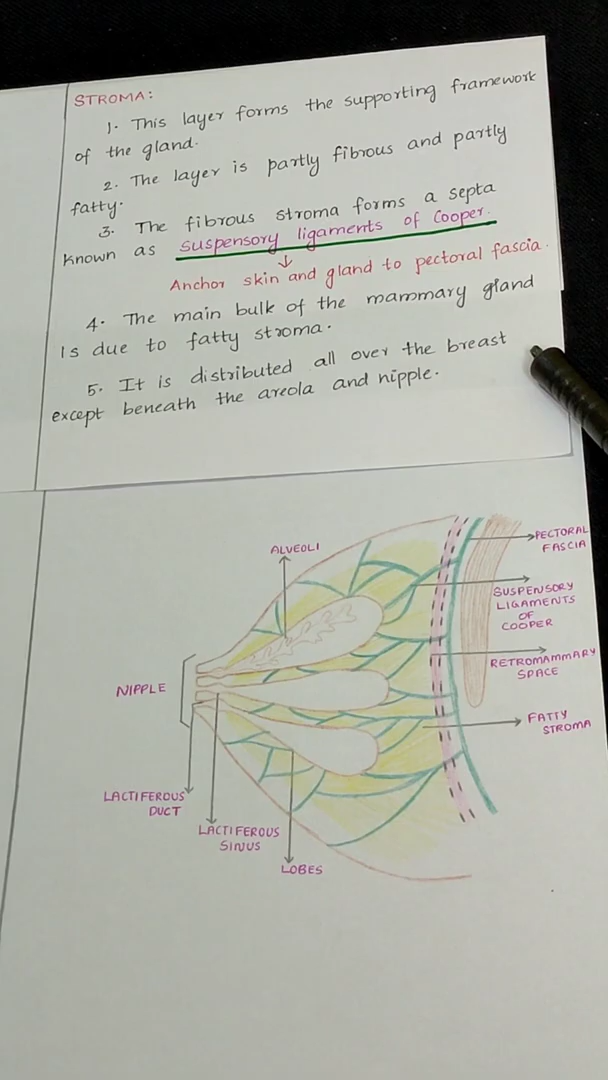 STROMA:
1. This layer forms the supporting framework
of the gland.
2. The layer is partly fibrous and partly
fatty.
3. The fibrous stroma forms a septa
known as suspensory ligaments of Cooper.
Anchor skin and gland to pectoral fascia.
4. The main bulk of the mammary gland
Is due to fatty stroma.
5. It is distributed all over the breast
except beneath the areola and nipple.
ALVEOLI
PECTORAL
FASCIA
SUSPENSORY
LIGAMENTS
OF
COOPER
RETROMAMMARY
SPACE
NIPPLE
FATTY
STROMA
LACTIFEROUS
DUCT
LACTIFEROUS
SINUS
LOBES